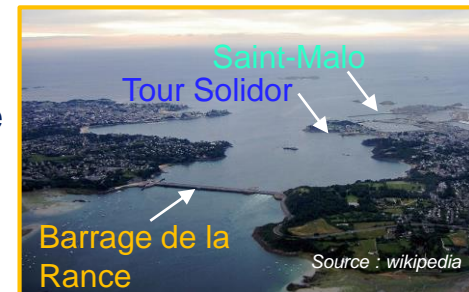 Saint-Malo
Tour Solidor
e
Barrage de la
Rance
Source : wikipedia